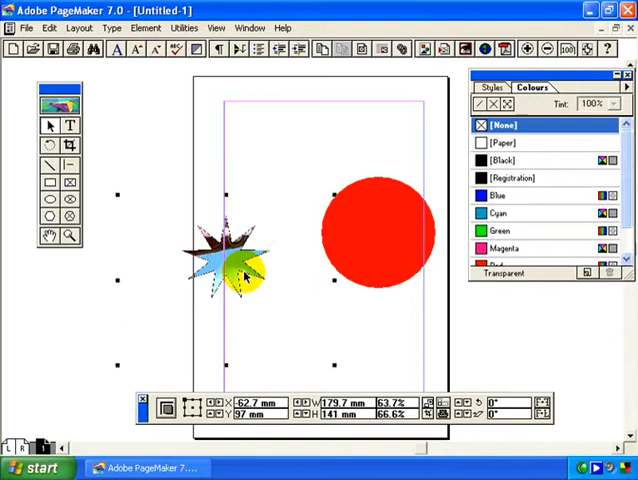 Adobe PageMaker 7.0 - [Untitled-1]
File Edit Layout Type Element Utilities View Window Help
Styles Colours
Tint: 100%
[None]
[Paper]
[Black]
[Registration]
Blue
Cyan
Green
Magenta
Red
Transparent
X -62.7 mm W 179.7 mm 63.7% 0°
Y 97 mm H 141 mm 66.6% 0°
L R 1
start Adobe PageMaker 7....